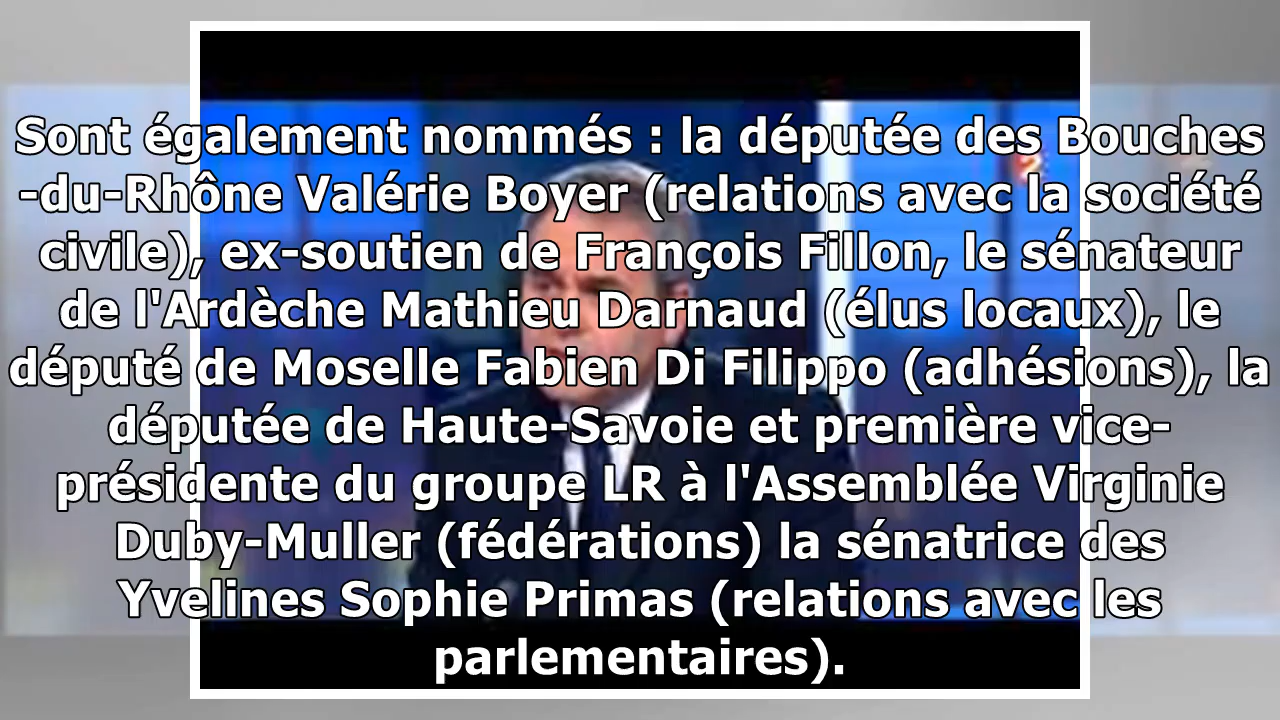 Sont également nommés : la députée des Bouches
-du-Rhône Valérie Boyer (relations avec la société
civile), ex-soutien de François Fillon, le sénateur
de l'Ardèche Mathieu Darnaud (élus locaux), le
député de Moselle Fabien Di Filippo (adhésions), la
députée de Haute-Savoie et première vice-
présidente du groupe LR à l'Assemblée Virginie
Duby-Muller (fédérations) la sénatrice des
Yvelines Sophie Primas (relations avec les
parlementaires).